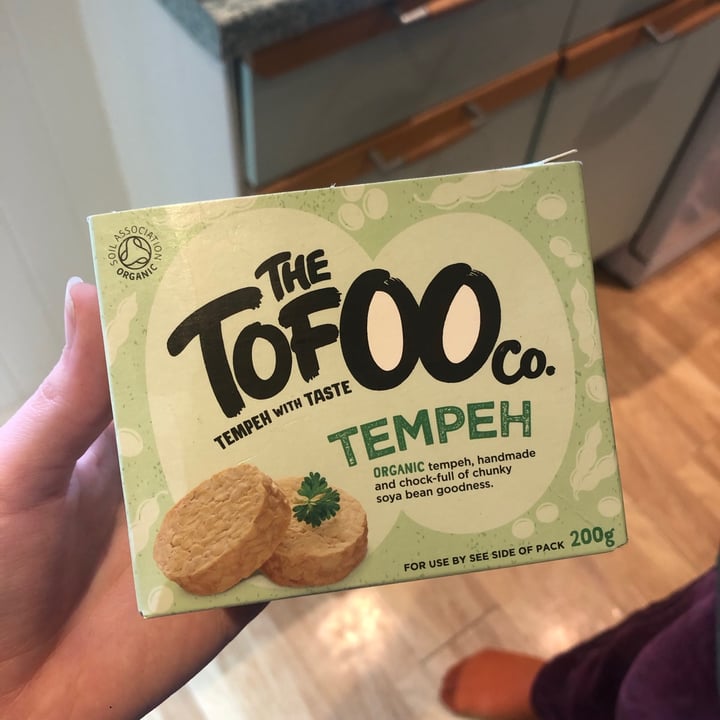 SOIL ASSOCIATION
ORGANIC
THE
TOFOO Co.
TEMPEH WITH TASTE
TEMPEH
ORGANIC tempeh, handmade
and chock-full of chunky
soya bean goodness.
FOR USE BY SEE SIDE OF PACK 200g